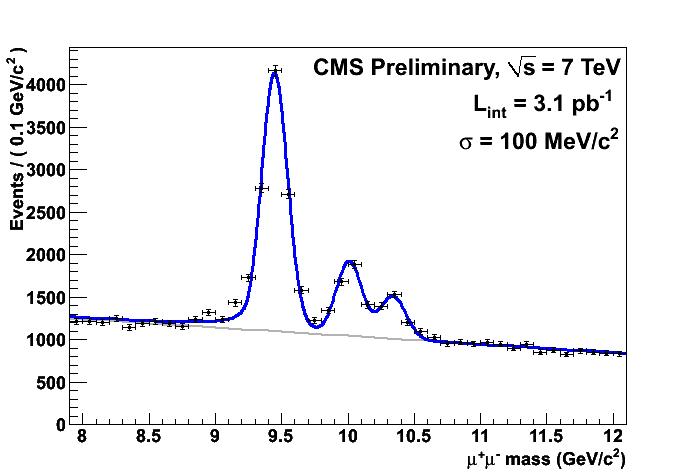 CMS Preliminary, √s = 7 TeV
L_int = 3.1 pb⁻¹
σ = 100 MeV/c²
Events / ( 0.1 GeV/c² )
4000
3500
3000
2500
2000
1500
1000
500
0
8 8.5 9 9.5 10 10.5 11 11.5 12
μ⁺μ⁻ mass (GeV/c²)